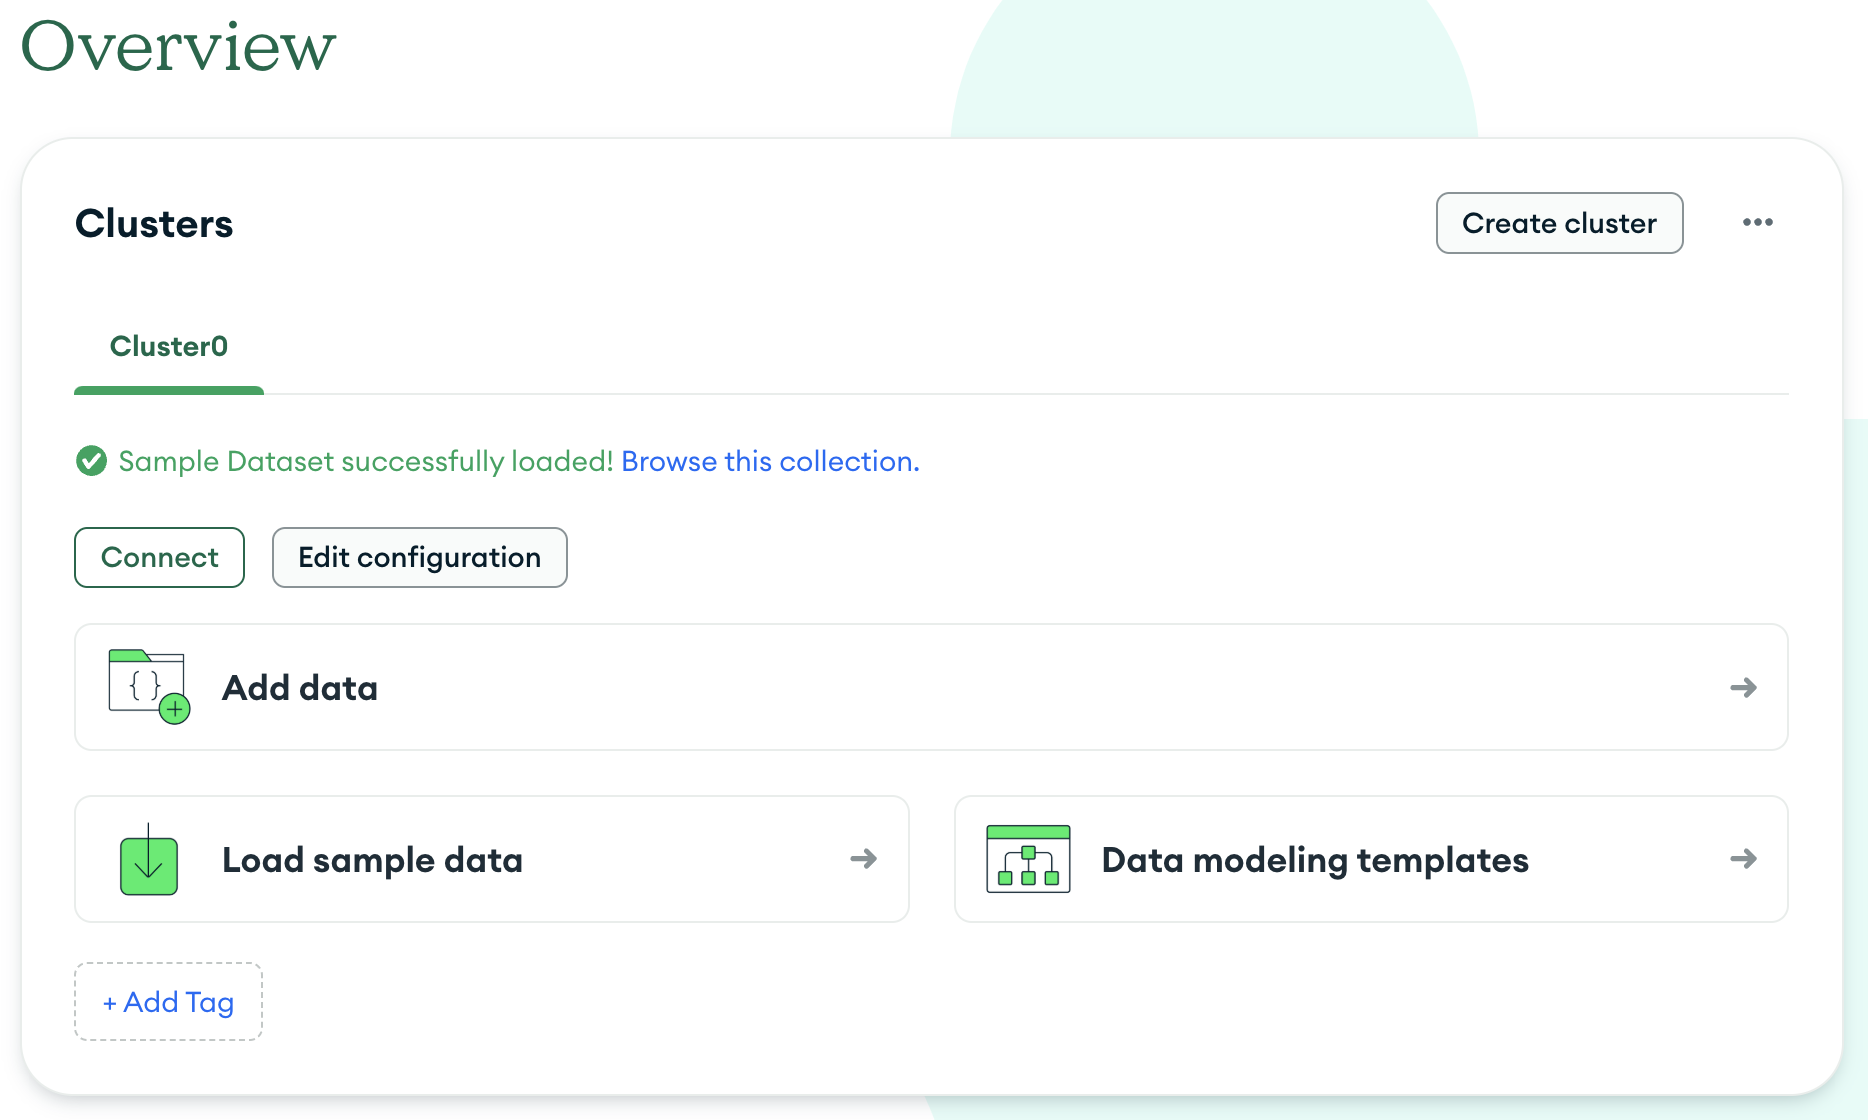 Overview
Clusters
Create cluster
Cluster0
Sample Dataset successfully loaded! Browse this collection.
Connect
Edit configuration
{ }
Add data
Load sample data
Data modeling templates
+ Add Tag